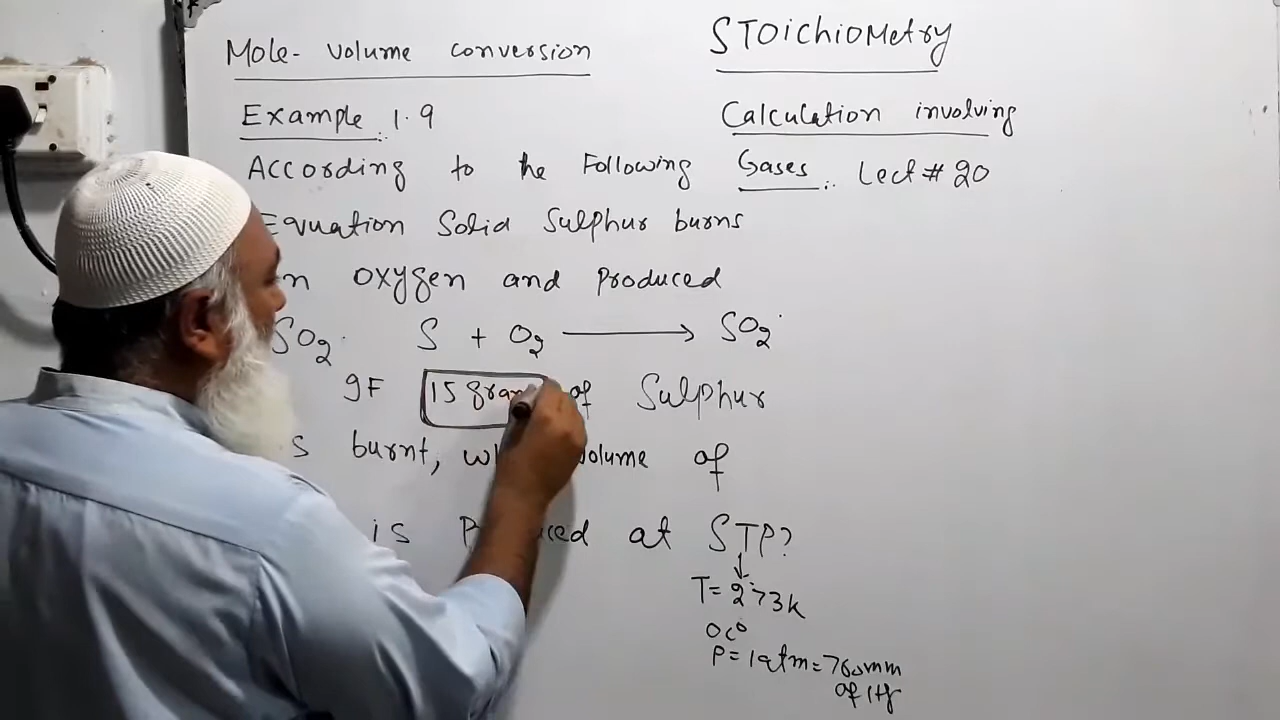 Mole- Volume conversion
Example 1.9
According to the Following
Equation Solid Sulphur burns
n oxygen and Produced
SO2. S + O2 → SO2
gF 15 gram of Sulphur
s burnt, olume of
is P ced at STP?
T= 273k
0c°
P= 1atm= 760mm
of Hg
STOichioMetry
Calculation involving
Gases Lect # 20